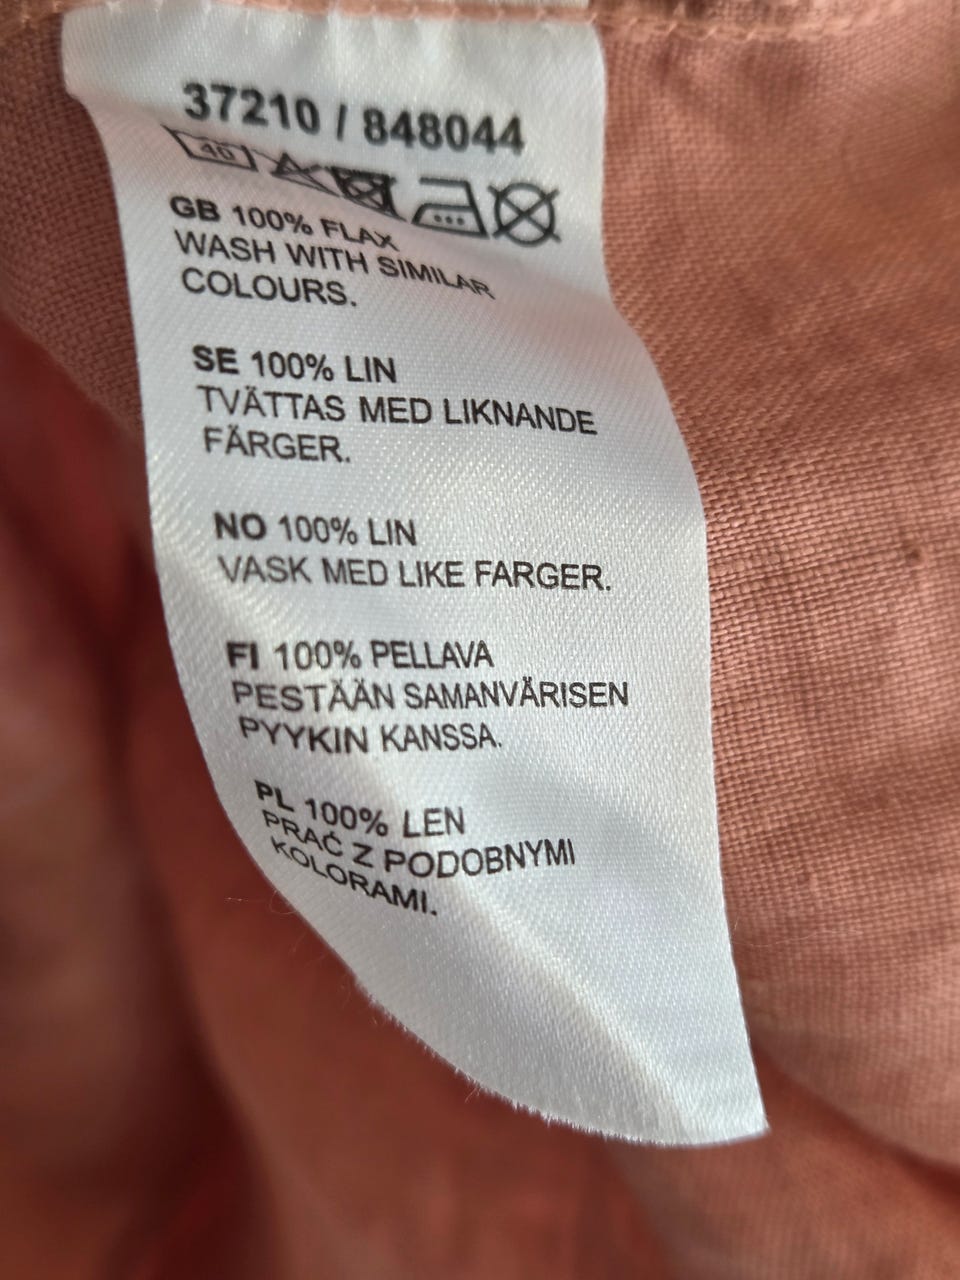 37210 / 848044
40
GB 100% FLAX
WASH WITH SIMILAR
COLOURS.
SE 100% LIN
TVÄTTAS MED LIKNANDE
FÄRGER.
NO 100% LIN
VASK MED LIKE FARGER.
FI 100% PELLAVA
PESTÄÄN SAMANVÄRISEN
PYYKIN KANSSA.
PL 100% LEN
PRAĆ Z PODOBNYMI
KOLORAMI.